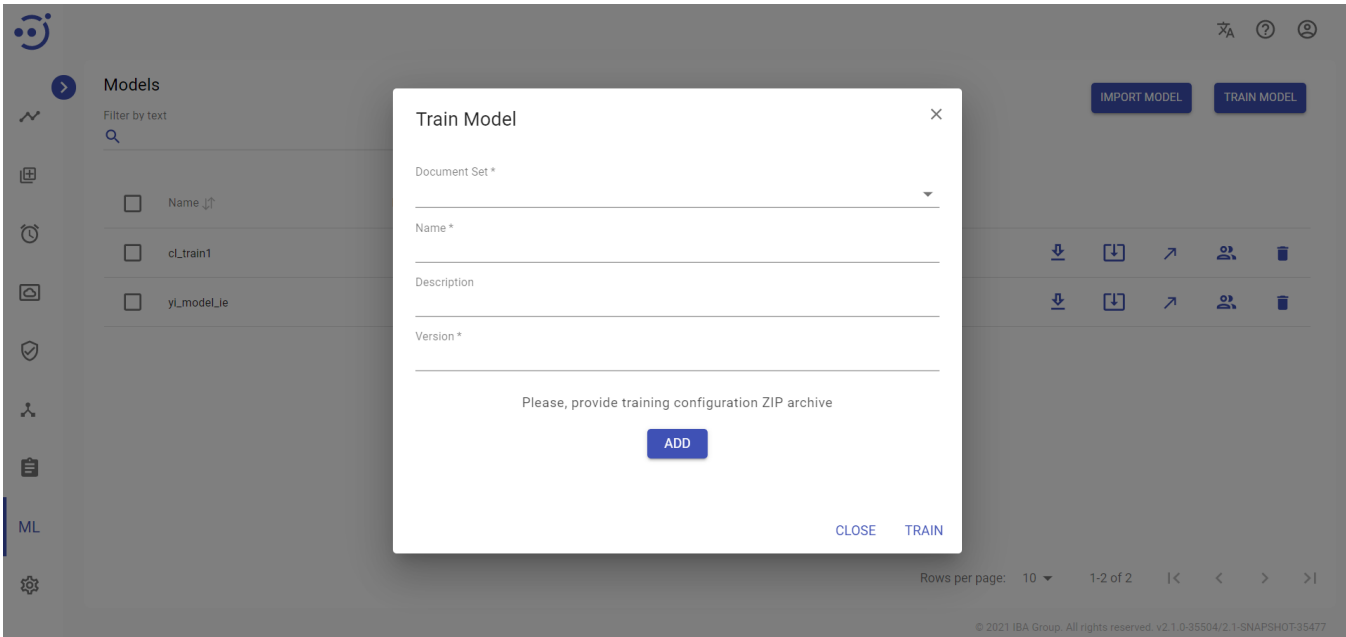 Models
IMPORT MODEL
TRAIN MODEL
Filter by text
Train Model
Document Set *
Name
Name *
cl_train1
Description
yi_model_ie
Version *
Please, provide training configuration ZIP archive
ADD
ML
CLOSE
TRAIN
Rows per page: 10 1-2 of 2
© 2021 IBA Group. All rights reserved. v2.1.0-35504/2.1-SNAPSHOT-35477